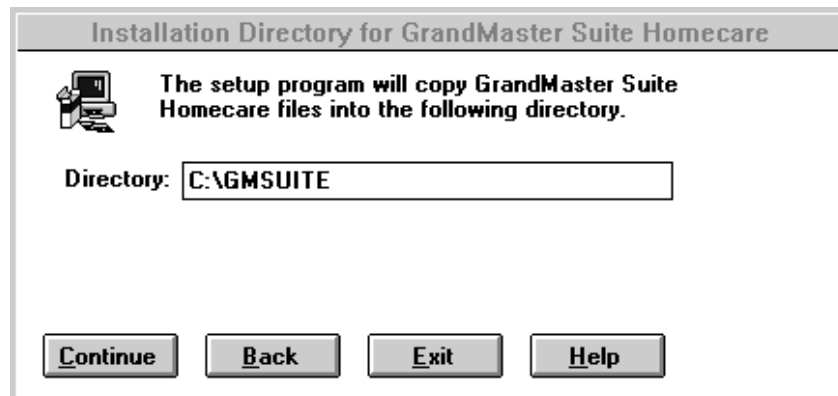 Installation Directory for GrandMaster Suite Homecare
The setup program will copy GrandMaster Suite
Homecare files into the following directory.
Directory: C:\GMSUITE
Continue Back Exit Help